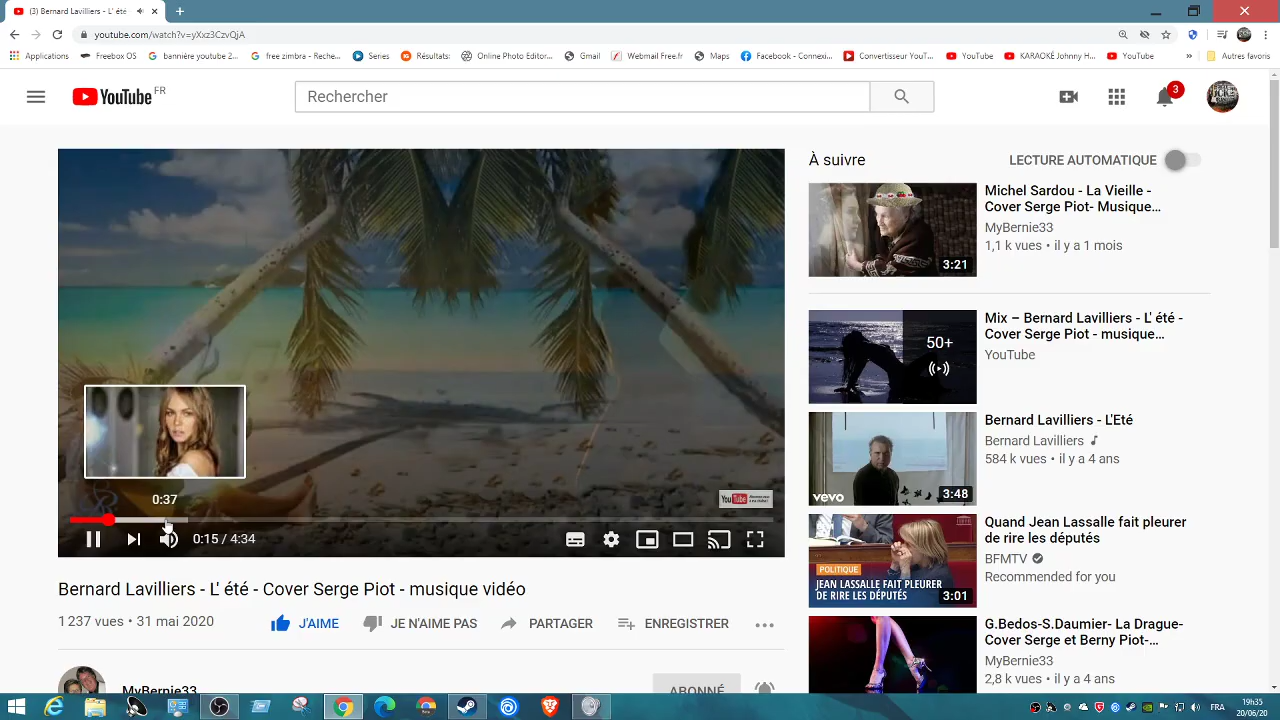 (3) Bernard Lavilliers - L' été
youtube.com/watch?v=yXxz3CzvQjA
Applications
Freebox OS
bannière youtube 2...
free zimbra - Rech...
Series
Résultats:
Online Photo Editor...
Gmail
Webmail Free.fr
Maps
Facebook - Connexi...
Convertisseur YouT...
YouTube
KARAOKÉ Johnny H...
YouTube
»
Autres favoris
YouTube FR
Rechercher
3
0:37
0:15 / 4:34
YouTube
Bernard Lavilliers - L' été - Cover Serge Piot - musique vidéo
1 237 vues • 31 mai 2020
J'AIME
JE N'AIME PAS
PARTAGER
ENREGISTRER
MyBernie33
ABONNÉ
À suivre
LECTURE AUTOMATIQUE
3:21
Michel Sardou - La Vieille -
Cover Serge Piot- Musique...
MyBernie33
1,1 k vues • il y a 1 mois
50+
Mix – Bernard Lavilliers - L' été -
Cover Serge Piot - musique...
YouTube
vevo
3:48
Bernard Lavilliers - L'Eté
Bernard Lavilliers
584 k vues • il y a 4 ans
POLITIQUE
JEAN LASSALLE FAIT PLEURER
DE RIRE LES DÉPUTÉS
3:01
Quand Jean Lassalle fait pleurer
de rire les députés
BFMTV
Recommended for you
G.Bedos-S.Daumier- La Drague-
Cover Serge et Berny Piot-...
MyBernie33
2,8 k vues • il y a 4 ans
FRA
19:35
20/06/20